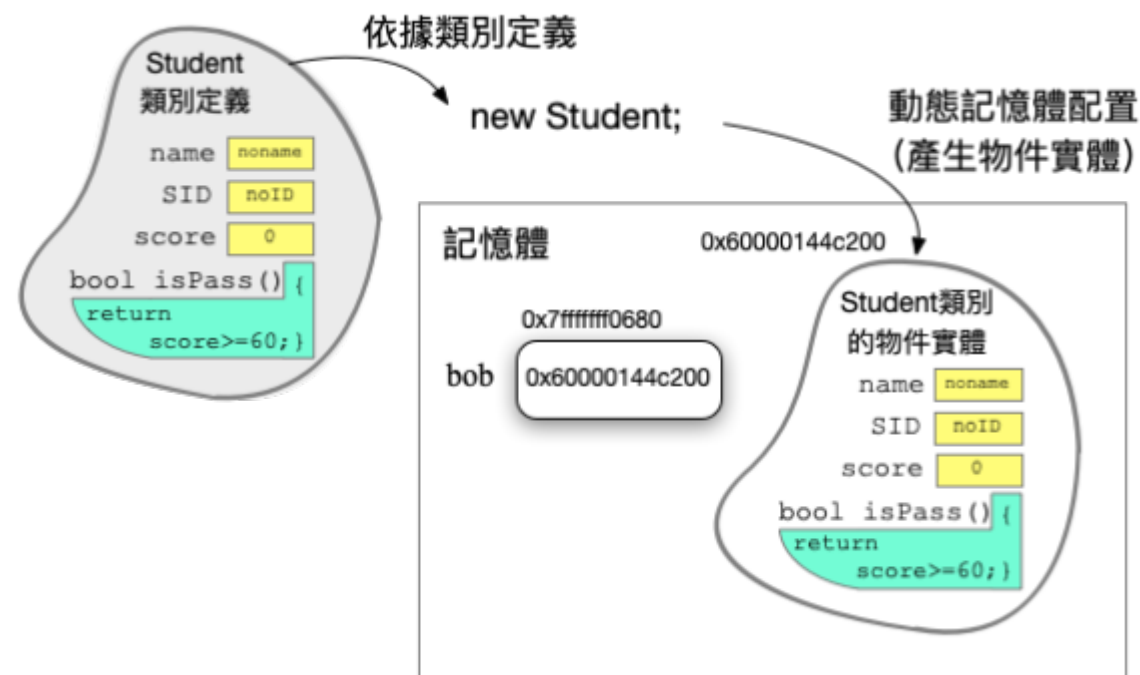 依據類別定義
Student
類別定義
name noname
SID noID
score 0
bool isPass() {
return
score>=60;}
new Student;
動態記憶體配置
(產生物件實體)
記憶體
0x60000144c200
0x7fffffff0680
bob 0x60000144c200
Student類別
的物件實體
name noname
SID noID
score 0
bool isPass() {
return
score>=60;}